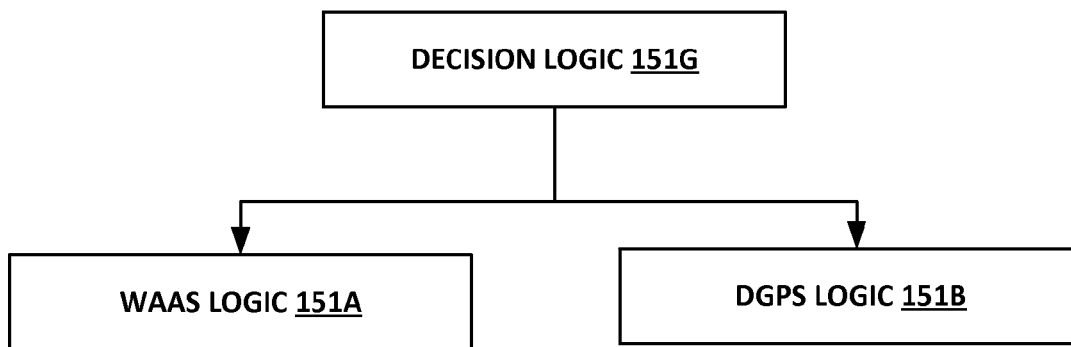 DECISION LOGIC 151G
WAAS LOGIC 151A
DGPS LOGIC 151B